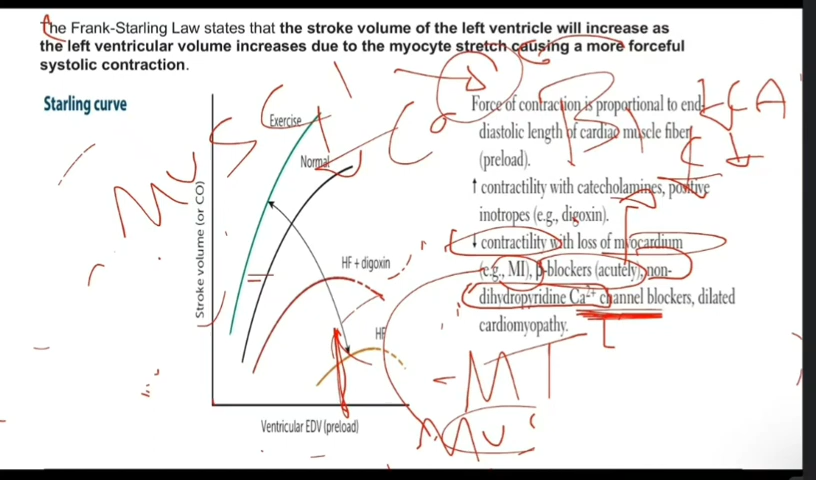 The Frank-Starling Law states that the stroke volume of the left ventricle will increase as
the left ventricular volume increases due to the myocyte stretch causing a more forceful
systolic contraction.
Starling curve
Exercise
Normal
HF + digoxin
HF
Stroke volume (or CO)
Ventricular EDV (preload)
Force of contraction is proportional to end-
diastolic length of cardiac muscle fiber
(preload).
↑ contractility with catecholamines, positive
inotropes (e.g., digoxin).
↓ contractility with loss of myocardium
(e.g., MI), β-blockers (acutely), non-
dihydropyridine Ca²⁺ channel blockers, dilated
cardiomyopathy.
MUSC
B1
MI
MUS